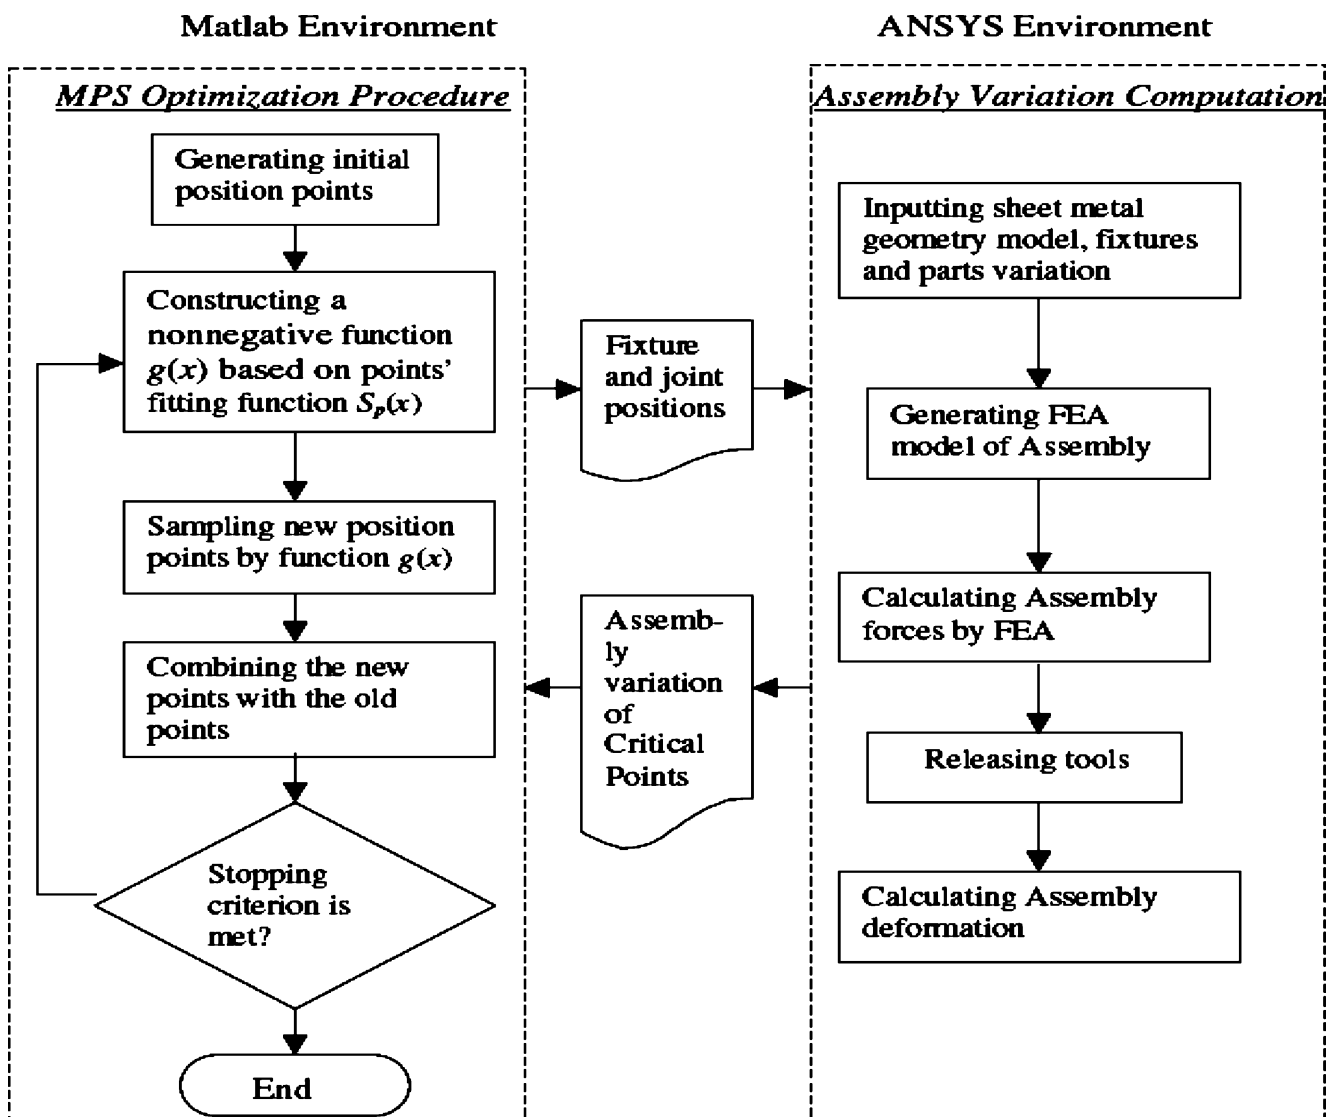 Matlab Environment
MPS Optimization Procedure
Generating initial
position points
Constructing a
nonnegative function
g(x) based on points'
fitting function Sₚ(x)
Sampling new position
points by function g(x)
Combining the new
points with the old
points
Stopping
criterion is
met?
End
Fixture
and joint
positions
Assemb-
ly
variation
of
Critical
Points
ANSYS Environment
Assembly Variation Computation
Inputting sheet metal
geometry model, fixtures
and parts variation
Generating FEA
model of Assembly
Calculating Assembly
forces by FEA
Releasing tools
Calculating Assembly
deformation